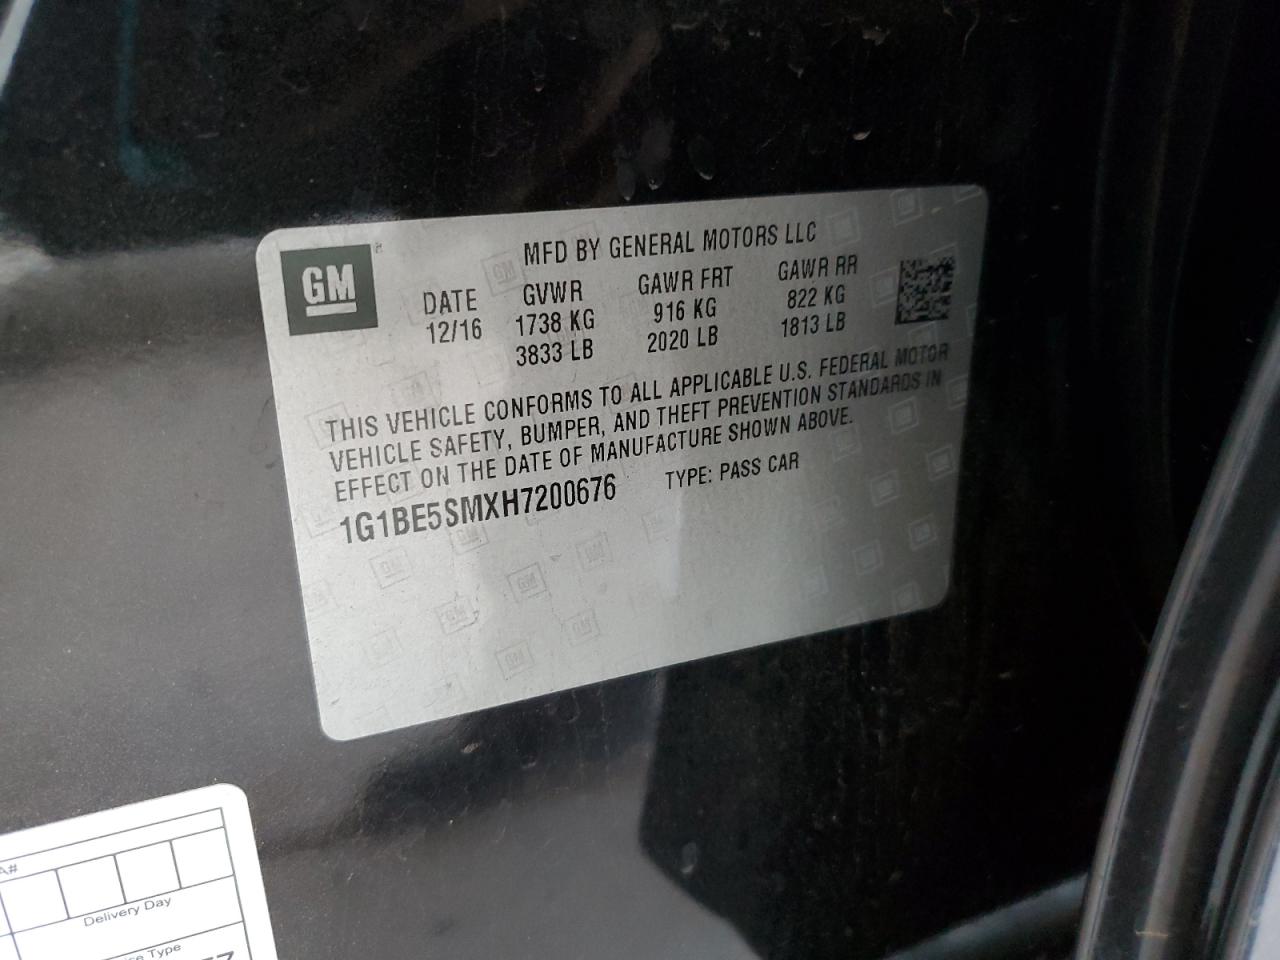 GM
MFD BY GENERAL MOTORS LLC
DATE GVWR GAWR FRT GAWR RR
12/16 1738 KG 916 KG 822 KG
3833 LB 2020 LB 1813 LB
THIS VEHICLE CONFORMS TO ALL APPLICABLE U.S. FEDERAL MOTOR
VEHICLE SAFETY, BUMPER, AND THEFT PREVENTION STANDARDS IN
EFFECT ON THE DATE OF MANUFACTURE SHOWN ABOVE.
1G1BE5SMXH7200676 TYPE: PASS CAR
Delivery Day
Type